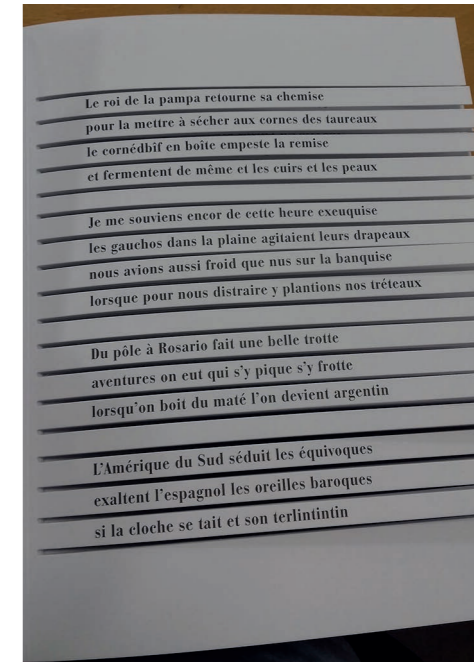 Le roi de la pampa retourne sa chemise
pour la mettre à sécher aux cornes des taureaux
le cornédbîf en boîte empeste la remise
et fermentent de même et les cuirs et les peaux
Je me souviens encor de cette heure exeuquise
les gauchos dans la plaine agitaient leurs drapeaux
nous avions aussi froid que nus sur la banquise
lorsque pour nous distraire y plantions nos tréteaux
Du pôle à Rosario fait une belle trotte
aventures on eut qui s'y pique s'y frotte
lorsqu'on boit du maté l'on devient argentin
L'Amérique du Sud séduit les équivoques
exaltent l'espagnol les oreilles baroques
si la cloche se tait et son terlintintin